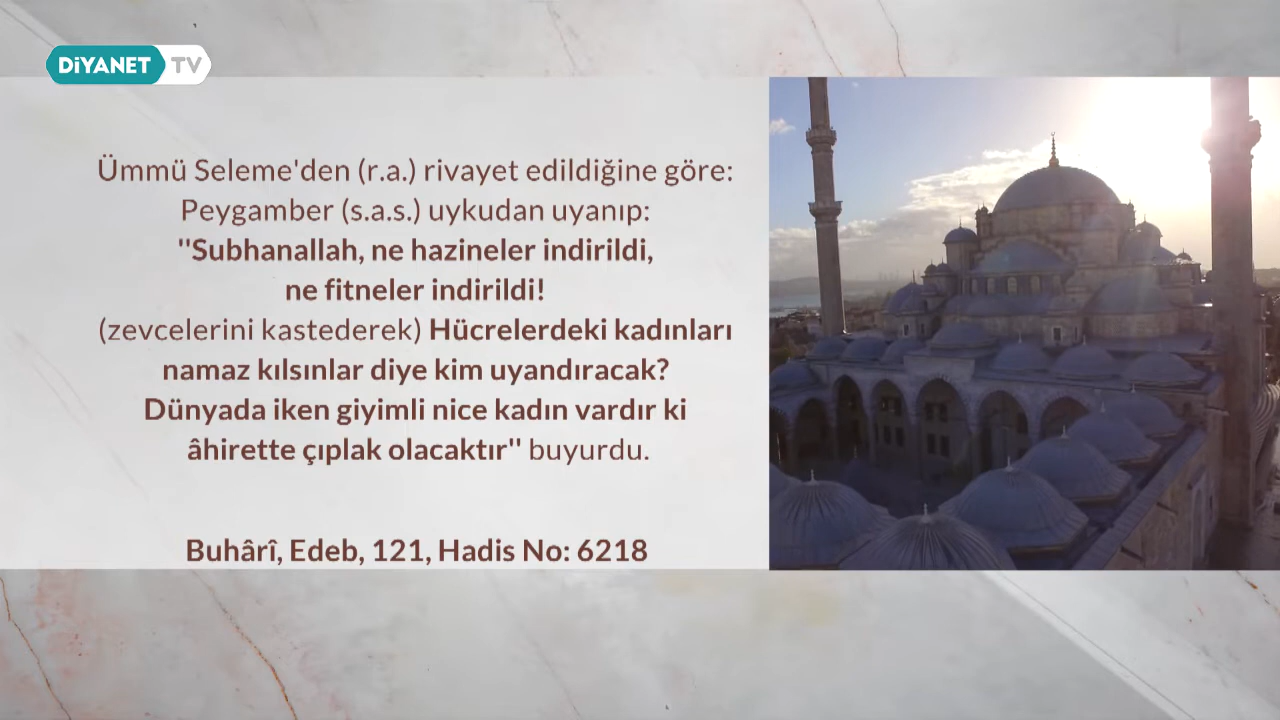 DİYANET TV
Ümmü Seleme'den (r.a.) rivayet edildiğine göre:
Peygamber (s.a.s.) uykudan uyanıp:
"Subhanallah, ne hazineler indirildi,
ne fitneler indirildi!
(zevcelerini kastederek) Hücrelerdeki kadınları
namaz kılsınlar diye kim uyandıracak?
Dünyada iken giyimli nice kadın vardır ki
âhirette çıplak olacaktır" buyurdu.
Buhârî, Edeb, 121, Hadis No: 6218